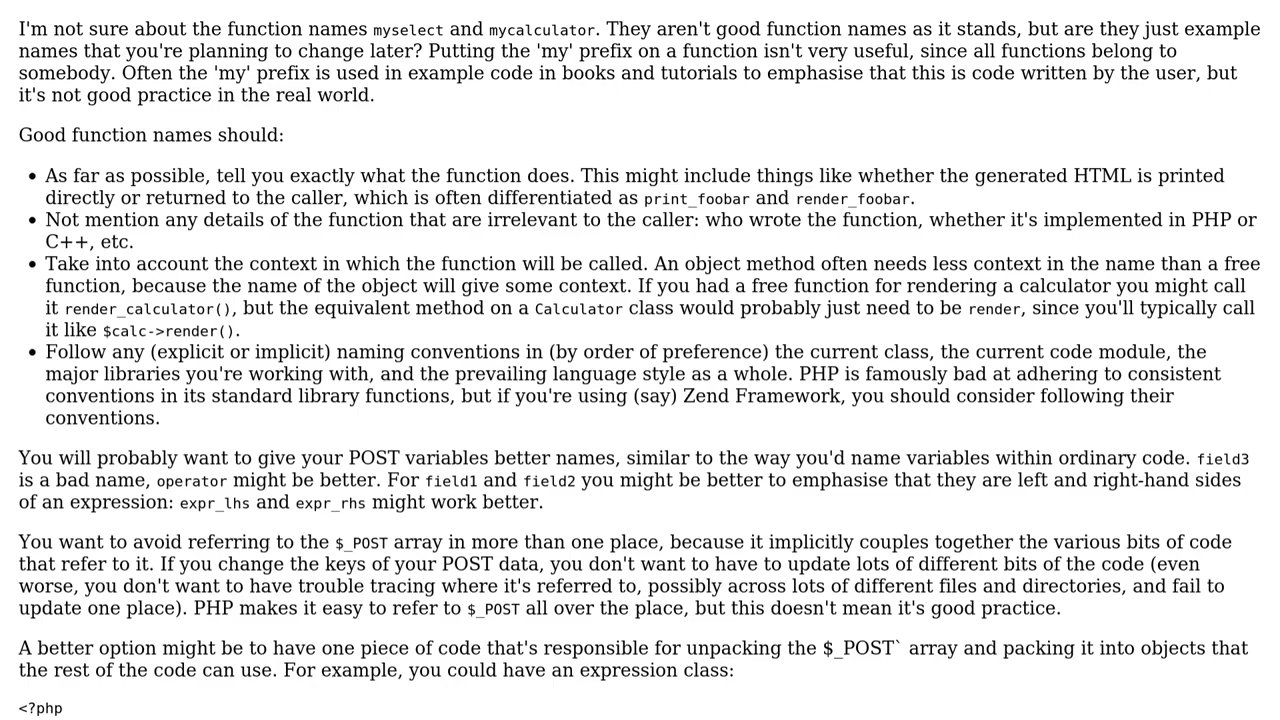 I'm not sure about the function names myselect and mycalculator. They aren't good function names as it stands, but are they just example
names that you're planning to change later? Putting the 'my' prefix on a function isn't very useful, since all functions belong to
somebody. Often the 'my' prefix is used in example code in books and tutorials to emphasise that this is code written by the user, but
it's not good practice in the real world.
Good function names should:
• As far as possible, tell you exactly what the function does. This might include things like whether the generated HTML is printed
directly or returned to the caller, which is often differentiated as print_foobar and render_foobar.
• Not mention any details of the function that are irrelevant to the caller: who wrote the function, whether it's implemented in PHP or
C++, etc.
• Take into account the context in which the function will be called. An object method often needs less context in the name than a free
function, because the name of the object will give some context. If you had a free function for rendering a calculator you might call
it render_calculator(), but the equivalent method on a Calculator class would probably just need to be render, since you'll typically call
it like $calc->render().
• Follow any (explicit or implicit) naming conventions in (by order of preference) the current class, the current code module, the
major libraries you're working with, and the prevailing language style as a whole. PHP is famously bad at adhering to consistent
conventions in its standard library functions, but if you're using (say) Zend Framework, you should consider following their
conventions.
You will probably want to give your POST variables better names, similar to the way you'd name variables within ordinary code. field3
is a bad name, operator might be better. For field1 and field2 you might be better to emphasise that they are left and right-hand sides
of an expression: expr_lhs and expr_rhs might work better.
You want to avoid referring to the $_POST array in more than one place, because it implicitly couples together the various bits of code
that refer to it. If you change the keys of your POST data, you don't want to have to update lots of different bits of the code (even
worse, you don't want to have trouble tracing where it's referred to, possibly across lots of different files and directories, and fail to
update one place). PHP makes it easy to refer to $_POST all over the place, but this doesn't mean it's good practice.
A better option might be to have one piece of code that's responsible for unpacking the $_POST` array and packing it into objects that
the rest of the code can use. For example, you could have an expression class:
<?php